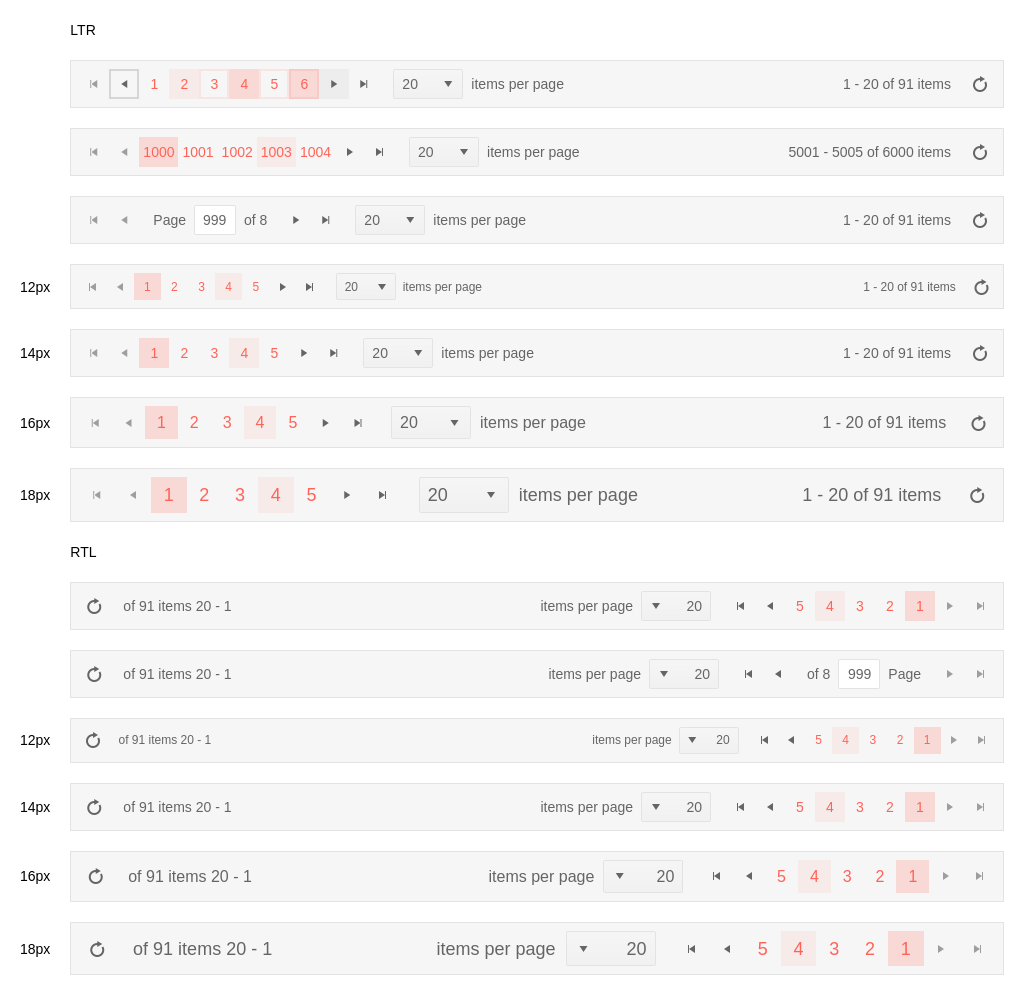 LTR
1 2 3 4 5 6 20 items per page 1 - 20 of 91 items
1000 1001 1002 1003 1004 20 items per page 5001 - 5005 of 6000 items
Page 999 of 8 20 items per page 1 - 20 of 91 items
12px 1 2 3 4 5 20 items per page 1 - 20 of 91 items
14px 1 2 3 4 5 20 items per page 1 - 20 of 91 items
16px 1 2 3 4 5 20 items per page 1 - 20 of 91 items
18px 1 2 3 4 5 20 items per page 1 - 20 of 91 items
RTL
of 91 items 20 - 1 items per page 20 5 4 3 2 1
of 91 items 20 - 1 items per page 20 of 8 999 Page
12px of 91 items 20 - 1 items per page 20 5 4 3 2 1
14px of 91 items 20 - 1 items per page 20 5 4 3 2 1
16px of 91 items 20 - 1 items per page 20 5 4 3 2 1
18px of 91 items 20 - 1 items per page 20 5 4 3 2 1